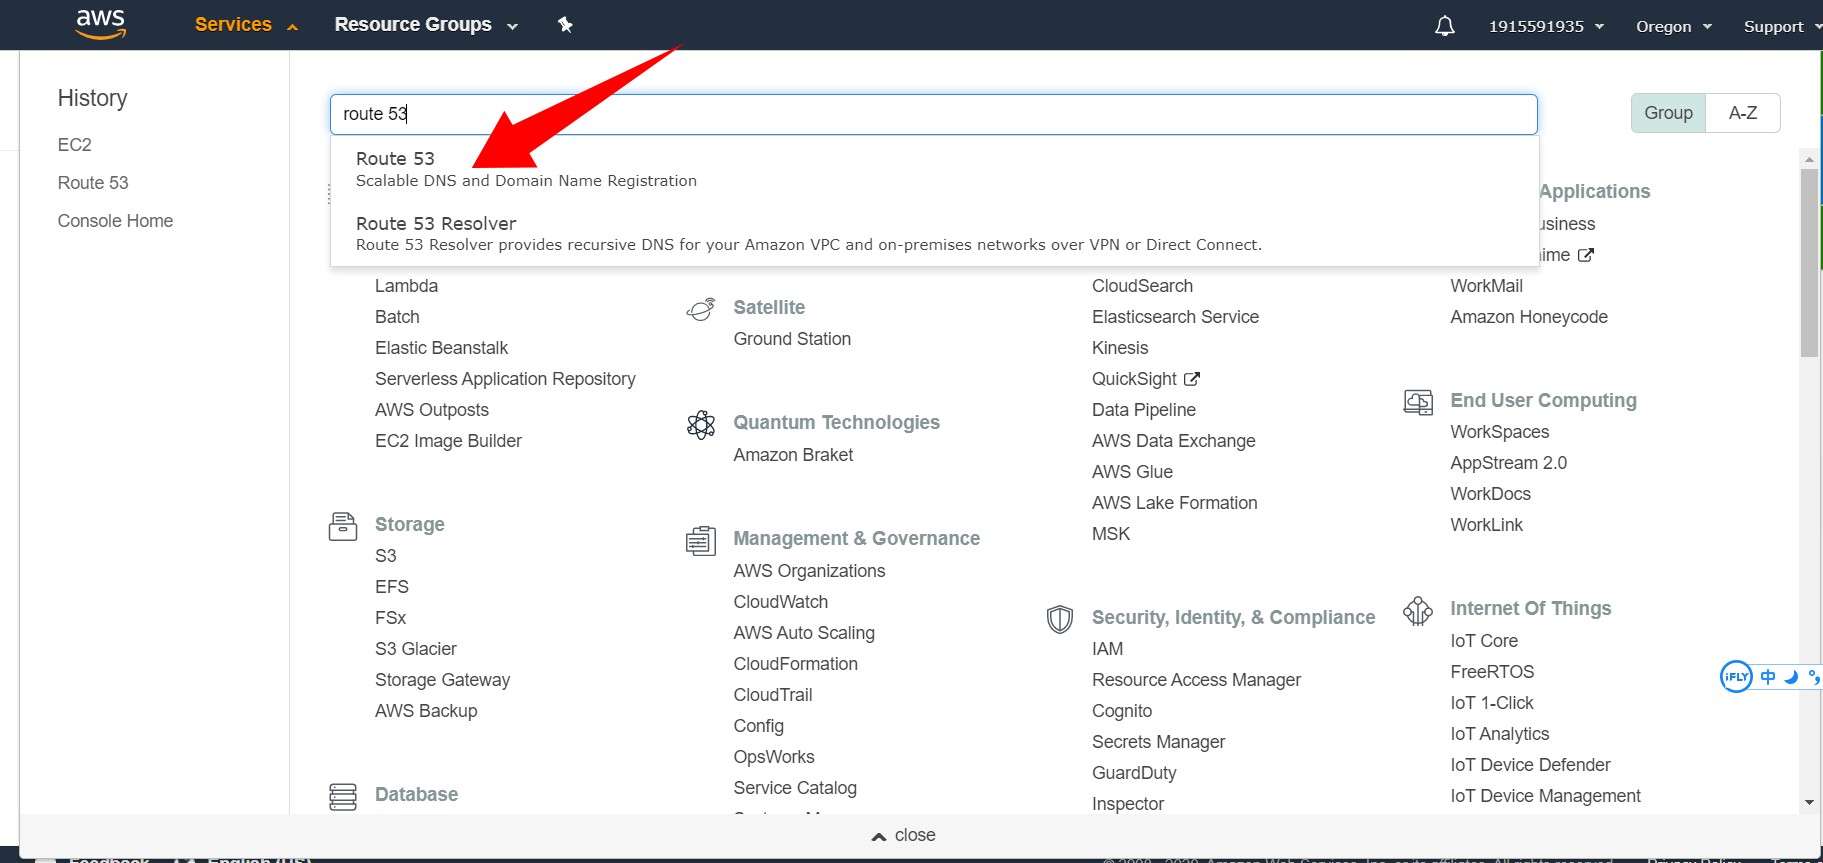 aws Services Resource Groups 1915591935 Oregon Support
History
EC2
Route 53
Console Home
route 53
Group A-Z
Route 53
Scalable DNS and Domain Name Registration
Route 53 Resolver
Route 53 Resolver provides recursive DNS for your Amazon VPC and on-premises networks over VPN or Direct Connect.
Lambda
Batch
Elastic Beanstalk
Serverless Application Repository
AWS Outposts
EC2 Image Builder
Storage
S3
EFS
FSx
S3 Glacier
Storage Gateway
AWS Backup
Database
Satellite
Ground Station
Quantum Technologies
Amazon Braket
Management & Governance
AWS Organizations
CloudWatch
AWS Auto Scaling
CloudFormation
CloudTrail
Config
OpsWorks
Service Catalog
CloudSearch
Elasticsearch Service
Kinesis
QuickSight
Data Pipeline
AWS Data Exchange
AWS Glue
AWS Lake Formation
MSK
Security, Identity, & Compliance
IAM
Resource Access Manager
Cognito
Secrets Manager
GuardDuty
Inspector
Applications
usiness
ime
WorkMail
Amazon Honeycode
End User Computing
WorkSpaces
AppStream 2.0
WorkDocs
WorkLink
Internet Of Things
IoT Core
FreeRTOS
IoT 1-Click
IoT Analytics
IoT Device Defender
IoT Device Management
iFLY 中
close
Feedback English (US)